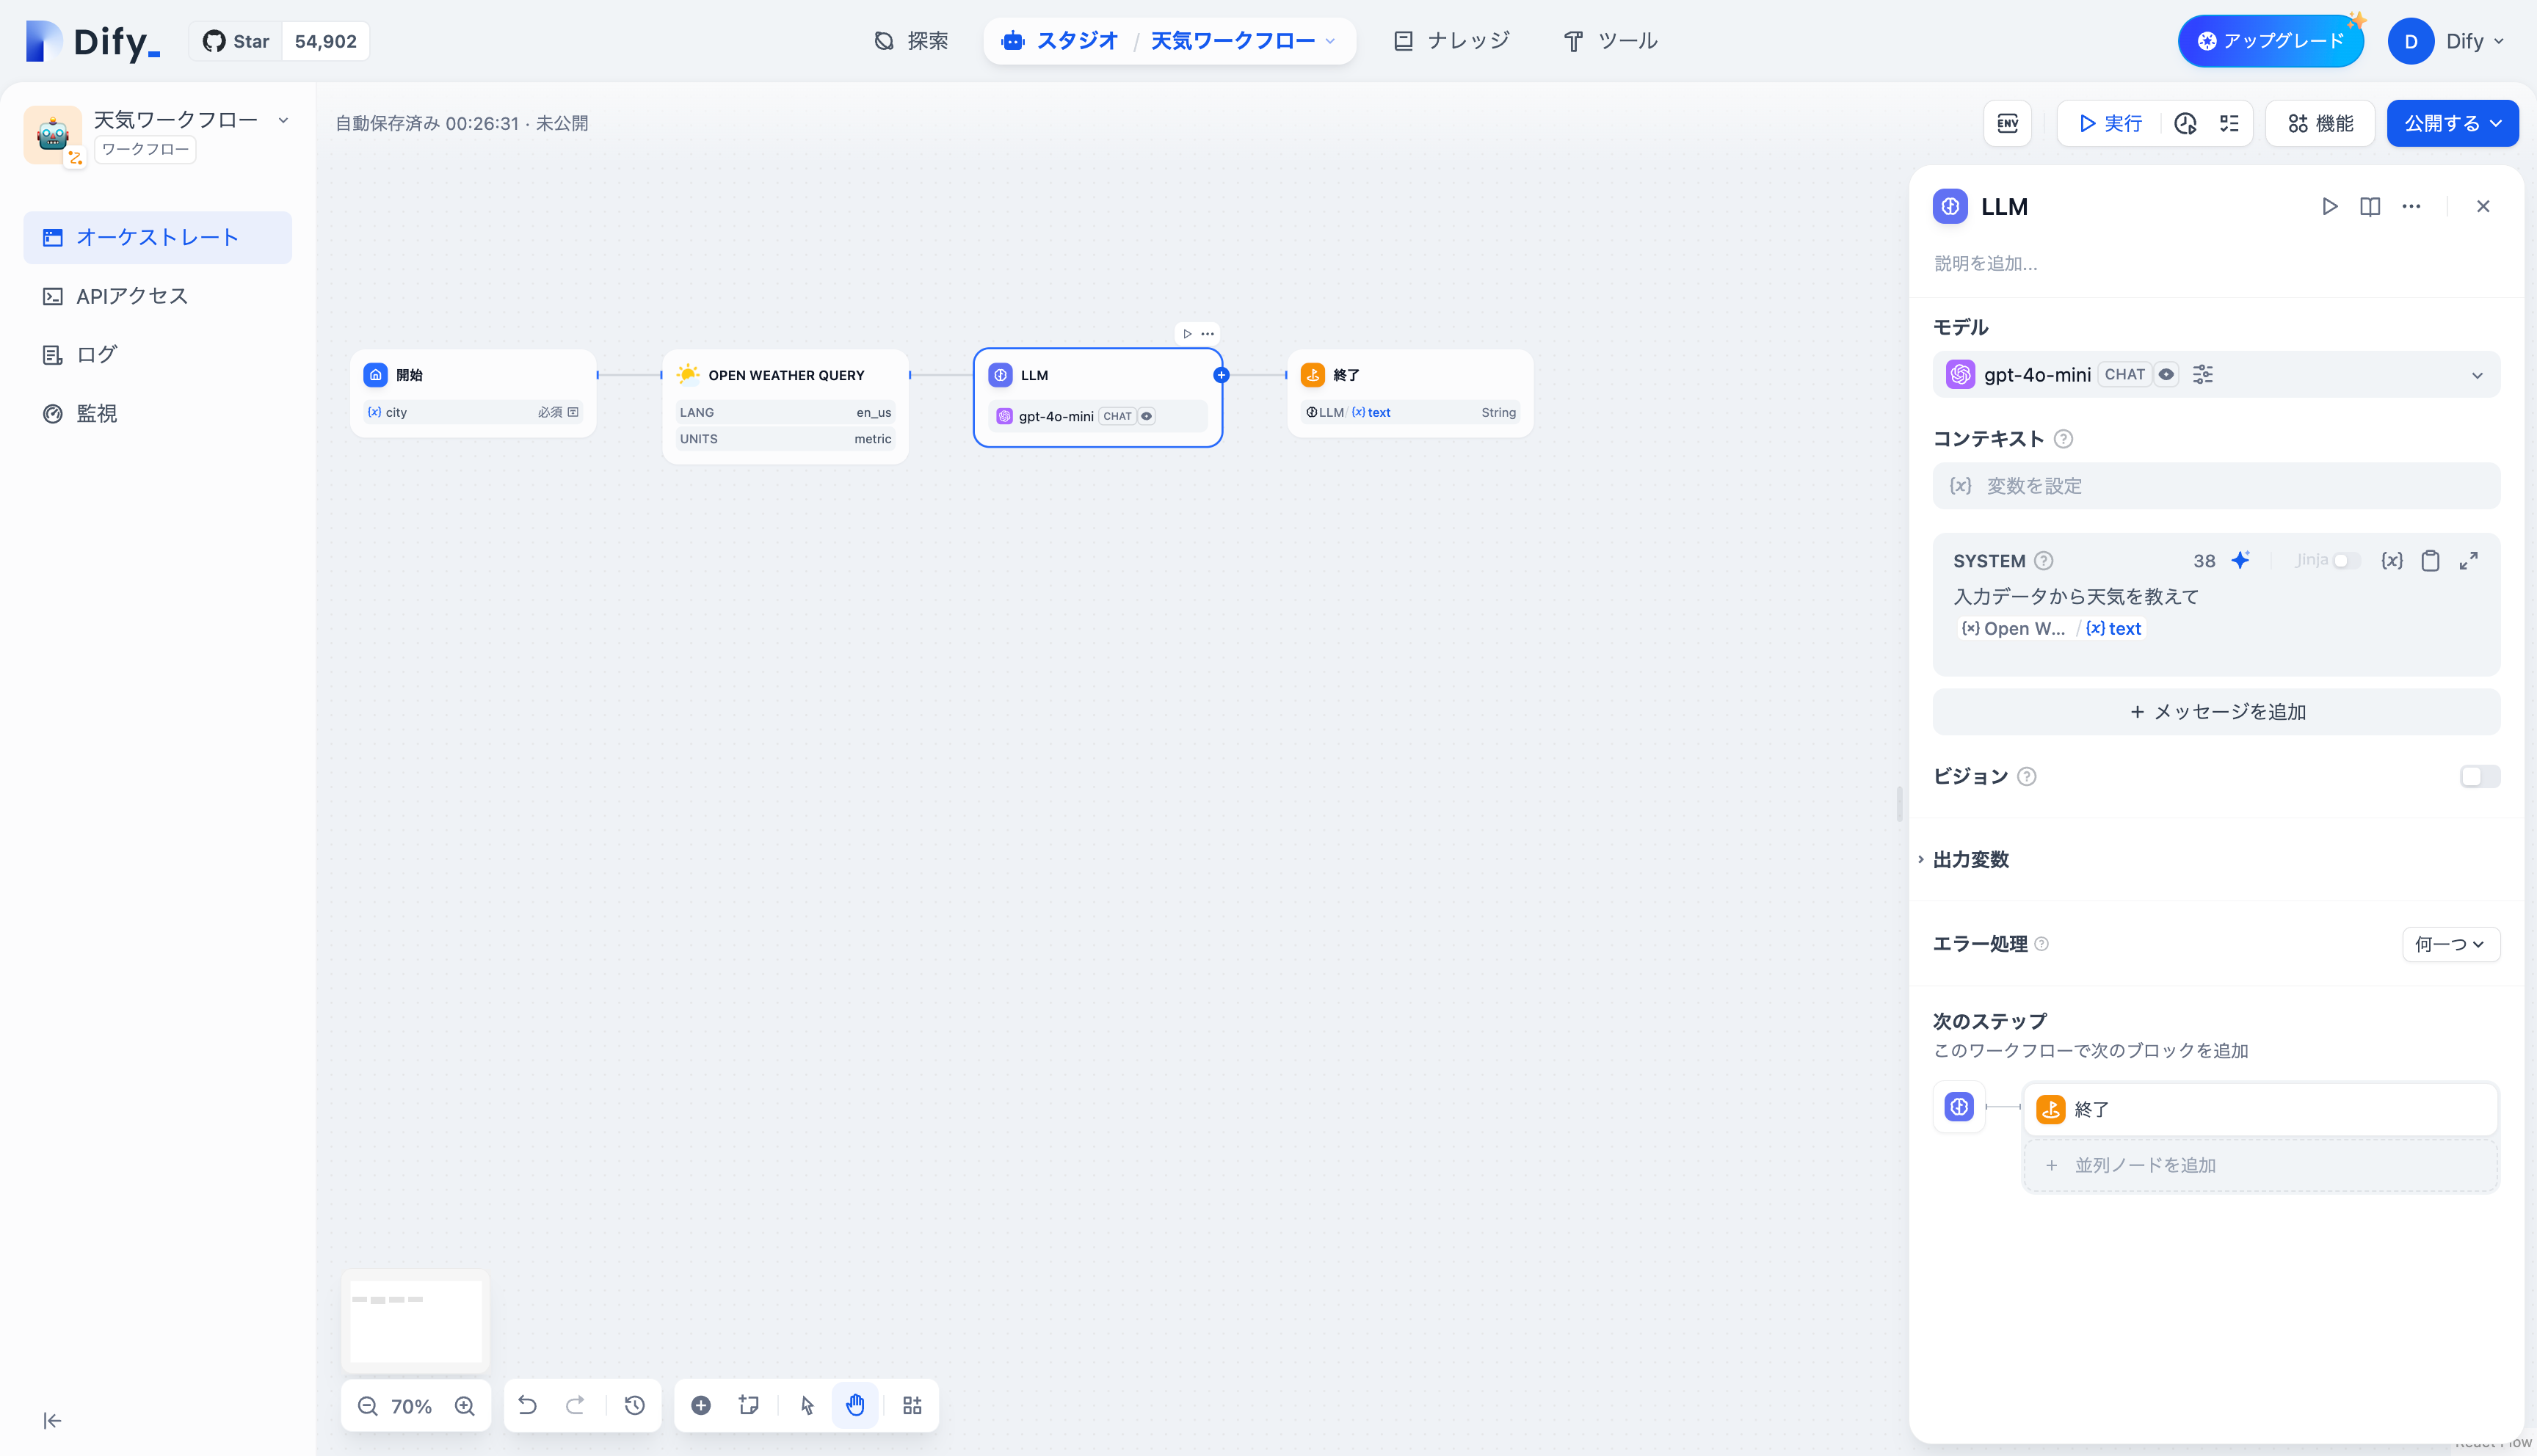 Dify_
Star 54,902
探索
スタジオ / 天気ワークフロー
ナレッジ
ツール
アップグレード
D Dify
天気ワークフロー
ワークフロー
オーケストレート
APIアクセス
ログ
監視
自動保存済み 00:26:31 · 未公開
ENV
実行
機能
公開する
開始
{x} city 必須
OPEN WEATHER QUERY
LANG en_us
UNITS metric
LLM
gpt-4o-mini CHAT
終了
LLM / {x} text String
70%
LLM
説明を追加...
モデル
gpt-4o-mini CHAT
コンテキスト
{x} 変数を設定
SYSTEM 38 Jinja {x}
入力データから天気を教えて
{x} Open W... / {x} text
+ メッセージを追加
ビジョン
出力変数
エラー処理 何一つ
次のステップ
このワークフローで次のブロックを追加
終了
+ 並列ノードを追加
React Flow